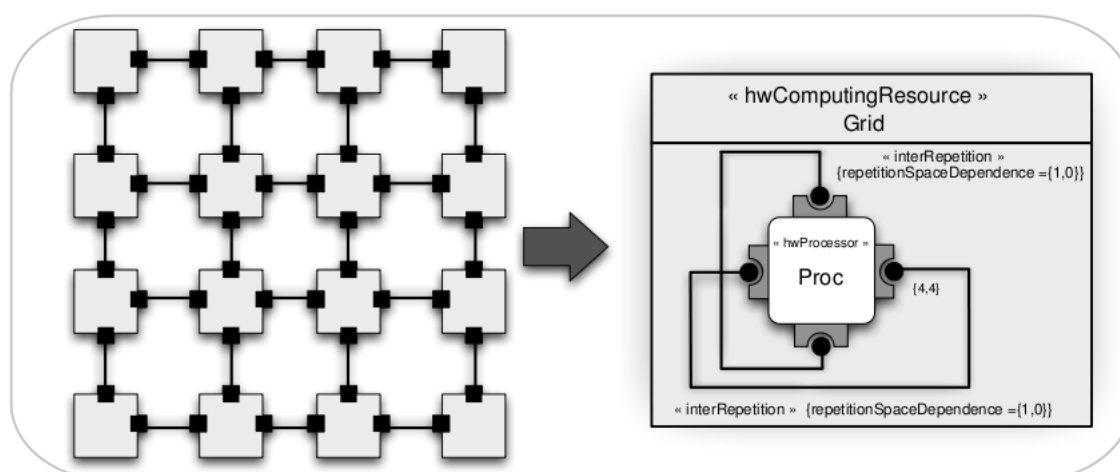 « hwComputingResource »
Grid
« interRepetition »
{repetitionSpaceDependence ={1,0}}
« hwProcessor »
Proc
{4,4}
« interRepetition » {repetitionSpaceDependence ={1,0}}